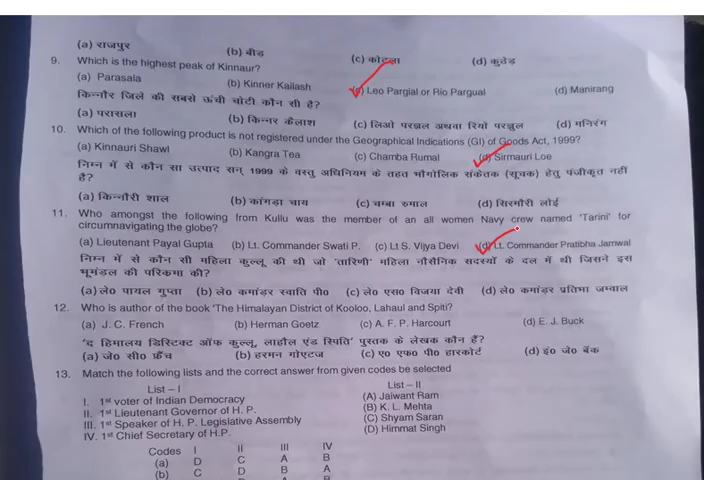 (a) राजपुर (b) बीड़ (c) कोटला (d) कुठेड़
9. Which is the highest peak of Kinnaur?
(a) Parasala (b) Kinner Kailash (c) Leo Pargial or Rio Pargual (d) Manirang
किन्नौर जिले की सबसे ऊंची चोटी कौन सी है?
(a) परासला (b) किन्नर कैलाश (c) लिओ परग्नल अथवा रियो परग्नुल (d) मनिरंग
10. Which of the following product is not registered under the Geographical Indications (GI) of Goods Act, 1999?
(a) Kinnauri Shawl (b) Kangra Tea (c) Chamba Rumal (d) Sirmauri Loe
निम्न में से कौन सा उत्पाद सन् 1999 के वस्तु अधिनियम के तहत भौगोलिक संकेतक (सूचक) हेतु पंजीकृत नहीं
है?
(a) किन्नौरी शाल (b) कांगड़ा चाय (c) चम्बा रुमाल (d) सिरमौरी लोई
11. Who amongst the following from Kullu was the member of an all women Navy crew named 'Tarini' for
circumnavigating the globe?
(a) Lieutenant Payal Gupta (b) Lt. Commander Swati P. (c) Lt S. Vijya Devi (d) Lt. Commander Pratibha Jamwal
निम्न में से कौन सी महिला कुल्लू की थी जो 'तारिणी' महिला नौसैनिक सदस्यों के दल में थी जिसने इस
भूमंडल की परिकमा की?
(a) ले० पायल गुप्ता (b) ले० कमांड़र स्वाति पी० (c) ले० एस० विजया देवी (d) ले० कमांड़र प्रतिभा जम्वाल
12. Who is author of the book 'The Himalayan District of Kooloo, Lahaul and Spiti?
(a) J. C. French (b) Herman Goetz (c) A. F. P. Harcourt (d) E. J. Buck
'द हिमालय डिस्टिक्ट ऑफ कुल्लू, लाहौल एंड स्पिति' पुस्तक के लेखक कौन हैं?
(a) जे० सी० फ्रैंच (b) हरमन गोएटज (c) ए० एफ० पी० हारकोर्ट (d) इ० जे० बॅक
13. Match the following lists and the correct answer from given codes be selected
List – I List – II
I. 1st voter of Indian Democracy (A) Jaiwant Ram
II. 1st Lieutenant Governor of H. P. (B) K. L. Mehta
III. 1st Speaker of H. P. Legislative Assembly (C) Shyam Saran
IV. 1st Chief Secretary of H.P. (D) Himmat Singh
Codes I II III IV
(a) D C A B
(b) C D B A